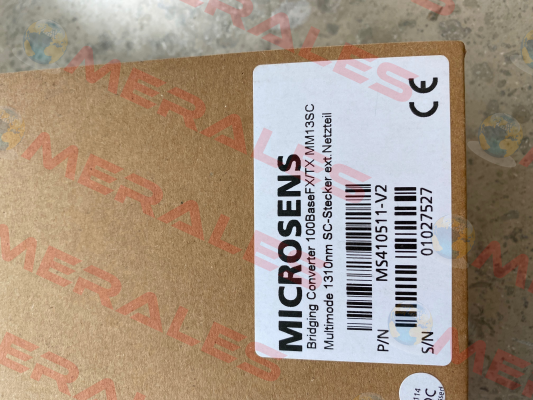 MICROSENS
Bridging Converter 100BaseFX/TX MM13SC
Multimode 1310nm SC-Stecker ext.Netzteil
P/N MS410511-V2
S/N 01027527
CE
MERALES
MERALES
MERALES